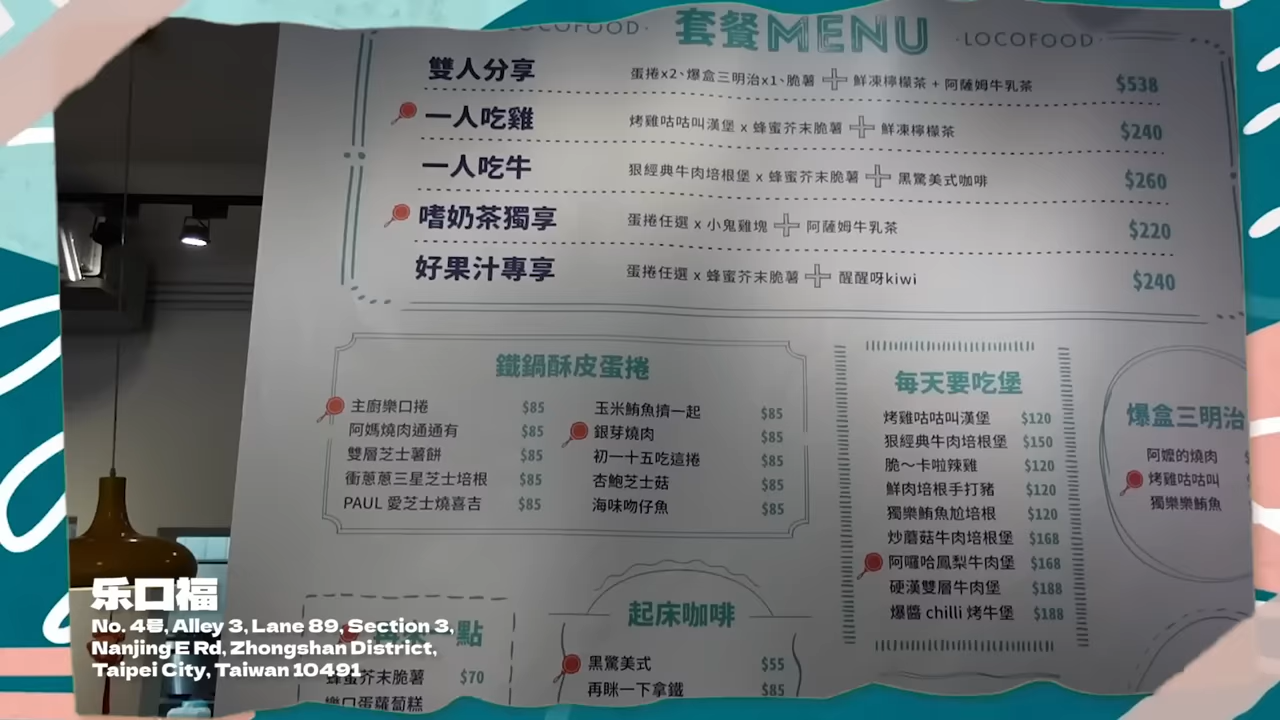 LOCOFOOD· 套餐MENU ·LOCOFOOD·
雙人分享 蛋捲x2、爆盒三明治x1、脆薯 + 鮮凍檸檬茶 + 阿薩姆牛乳茶 $538
一人吃雞 烤雞咕咕叫漢堡 x 蜂蜜芥末脆薯 + 鮮凍檸檬茶 $240
一人吃牛 狠經典牛肉培根堡 x 蜂蜜芥末脆薯 + 黑驚美式咖啡 $260
嗜奶茶獨享 蛋捲任選 x 小鬼雞塊 + 阿薩姆牛乳茶 $220
好果汁專享 蛋捲任選 x 蜂蜜芥末脆薯 + 醒醒呀kiwi $240
鐵鍋酥皮蛋捲
主廚樂口捲 $85
阿媽燒肉通通有 $85
雙層芝士薯餅 $85
衝蔥蔥三星芝士培根 $85
PAUL 愛芝士燒喜吉 $85
玉米鮪魚擠一起 $85
銀芽燒肉 $85
初一十五吃這捲 $85
杏鮑芝士菇 $85
海味吻仔魚 $85
每天要吃堡
烤雞咕咕叫漢堡 $120
狠經典牛肉培根堡 $150
脆～卡啦辣雞 $120
鮮肉培根手打豬 $120
獨樂鮪魚尬培根 $120
炒蘑菇牛肉培根堡 $168
阿囉哈鳳梨牛肉堡 $168
硬漢雙層牛肉堡 $188
爆醬 chilli 烤牛堡 $188
爆盒三明治
阿嬤的燒肉
烤雞咕咕叫
獨樂樂鮪魚
一點
蜂蜜芥末脆薯 $70
樂口蛋蘿蔔糕
起床咖啡
黑驚美式 $55
再眯一下拿鐵 $85
乐口福
No. 4號, Alley 3, Lane 89, Section 3,
Nanjing E Rd, Zhongshan District,
Taipei City, Taiwan 10491